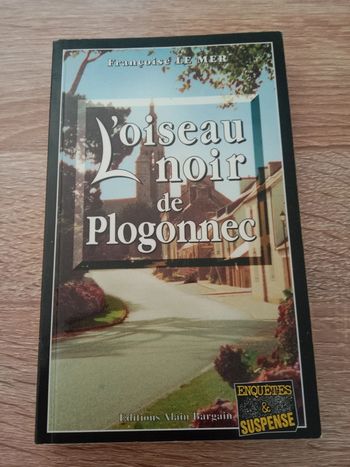 Françoise LE MER
L'oiseau
noir
de
Plogonnec
Editions Alain Bargain
ENQUÊTES
&
SUSPENSE